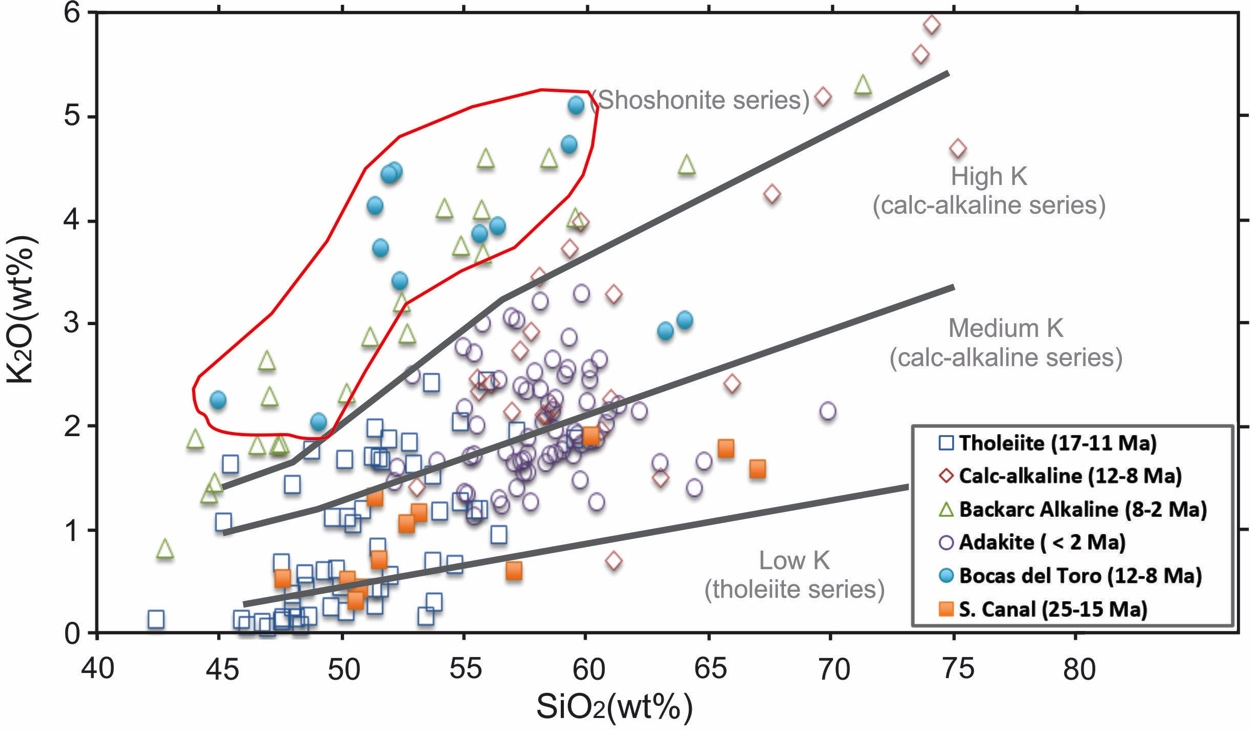 6
5
4
3
2
1
0
K2O(wt%)
(Shoshonite series)
High K
(calc-alkaline series)
Medium K
(calc-alkaline series)
Low K
(tholeiite series)
Tholeiite (17-11 Ma)
Calc-alkaline (12-8 Ma)
Backarc Alkaline (8-2 Ma)
Adakite ( < 2 Ma)
Bocas del Toro (12-8 Ma)
S. Canal (25-15 Ma)
40 45 50 55 60 65 70 75 80
SiO2(wt%)